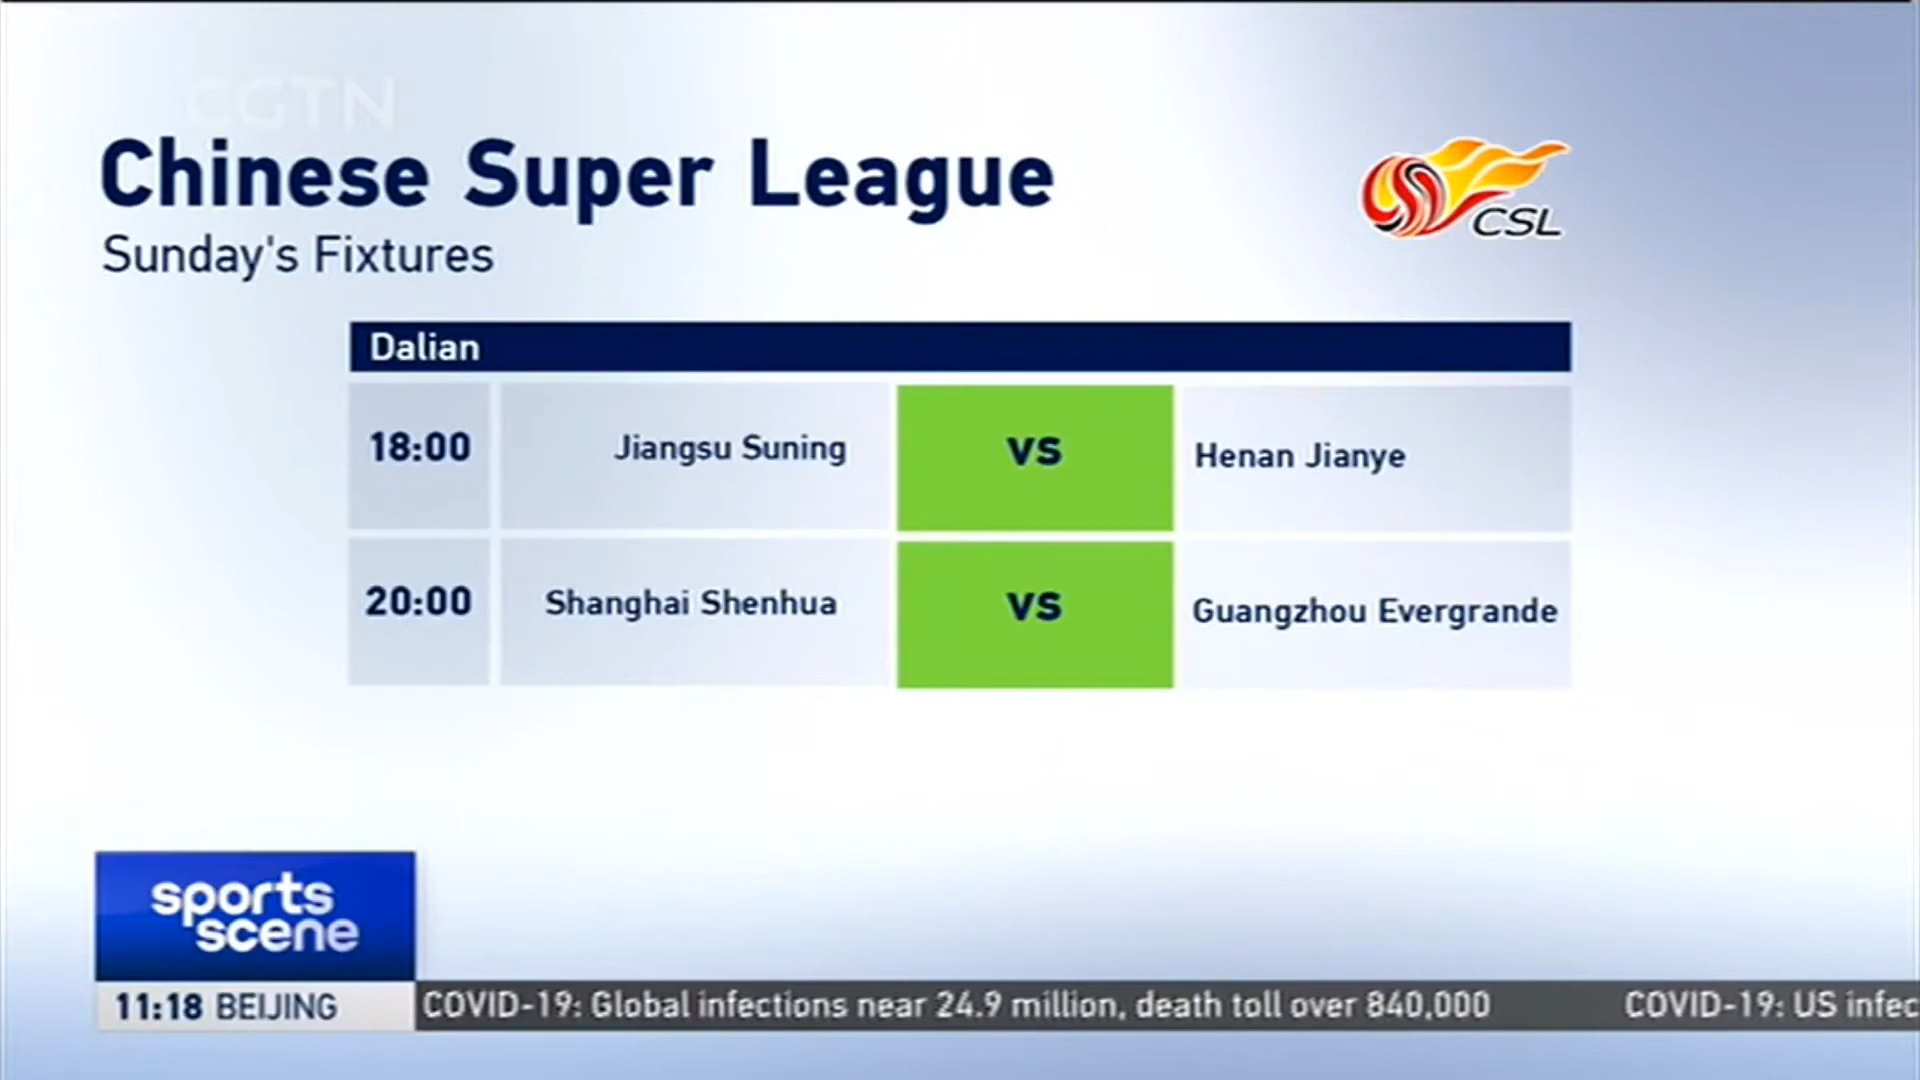 CGTN
Chinese Super League
Sunday's Fixtures
CSL
Dalian
18:00 Jiangsu Suning VS Henan Jianye
20:00 Shanghai Shenhua VS Guangzhou Evergrande
sports
scene
11:18 BEIJING COVID-19: Global infections near 24.9 million, death toll over 840,000 COVID-19: US infec